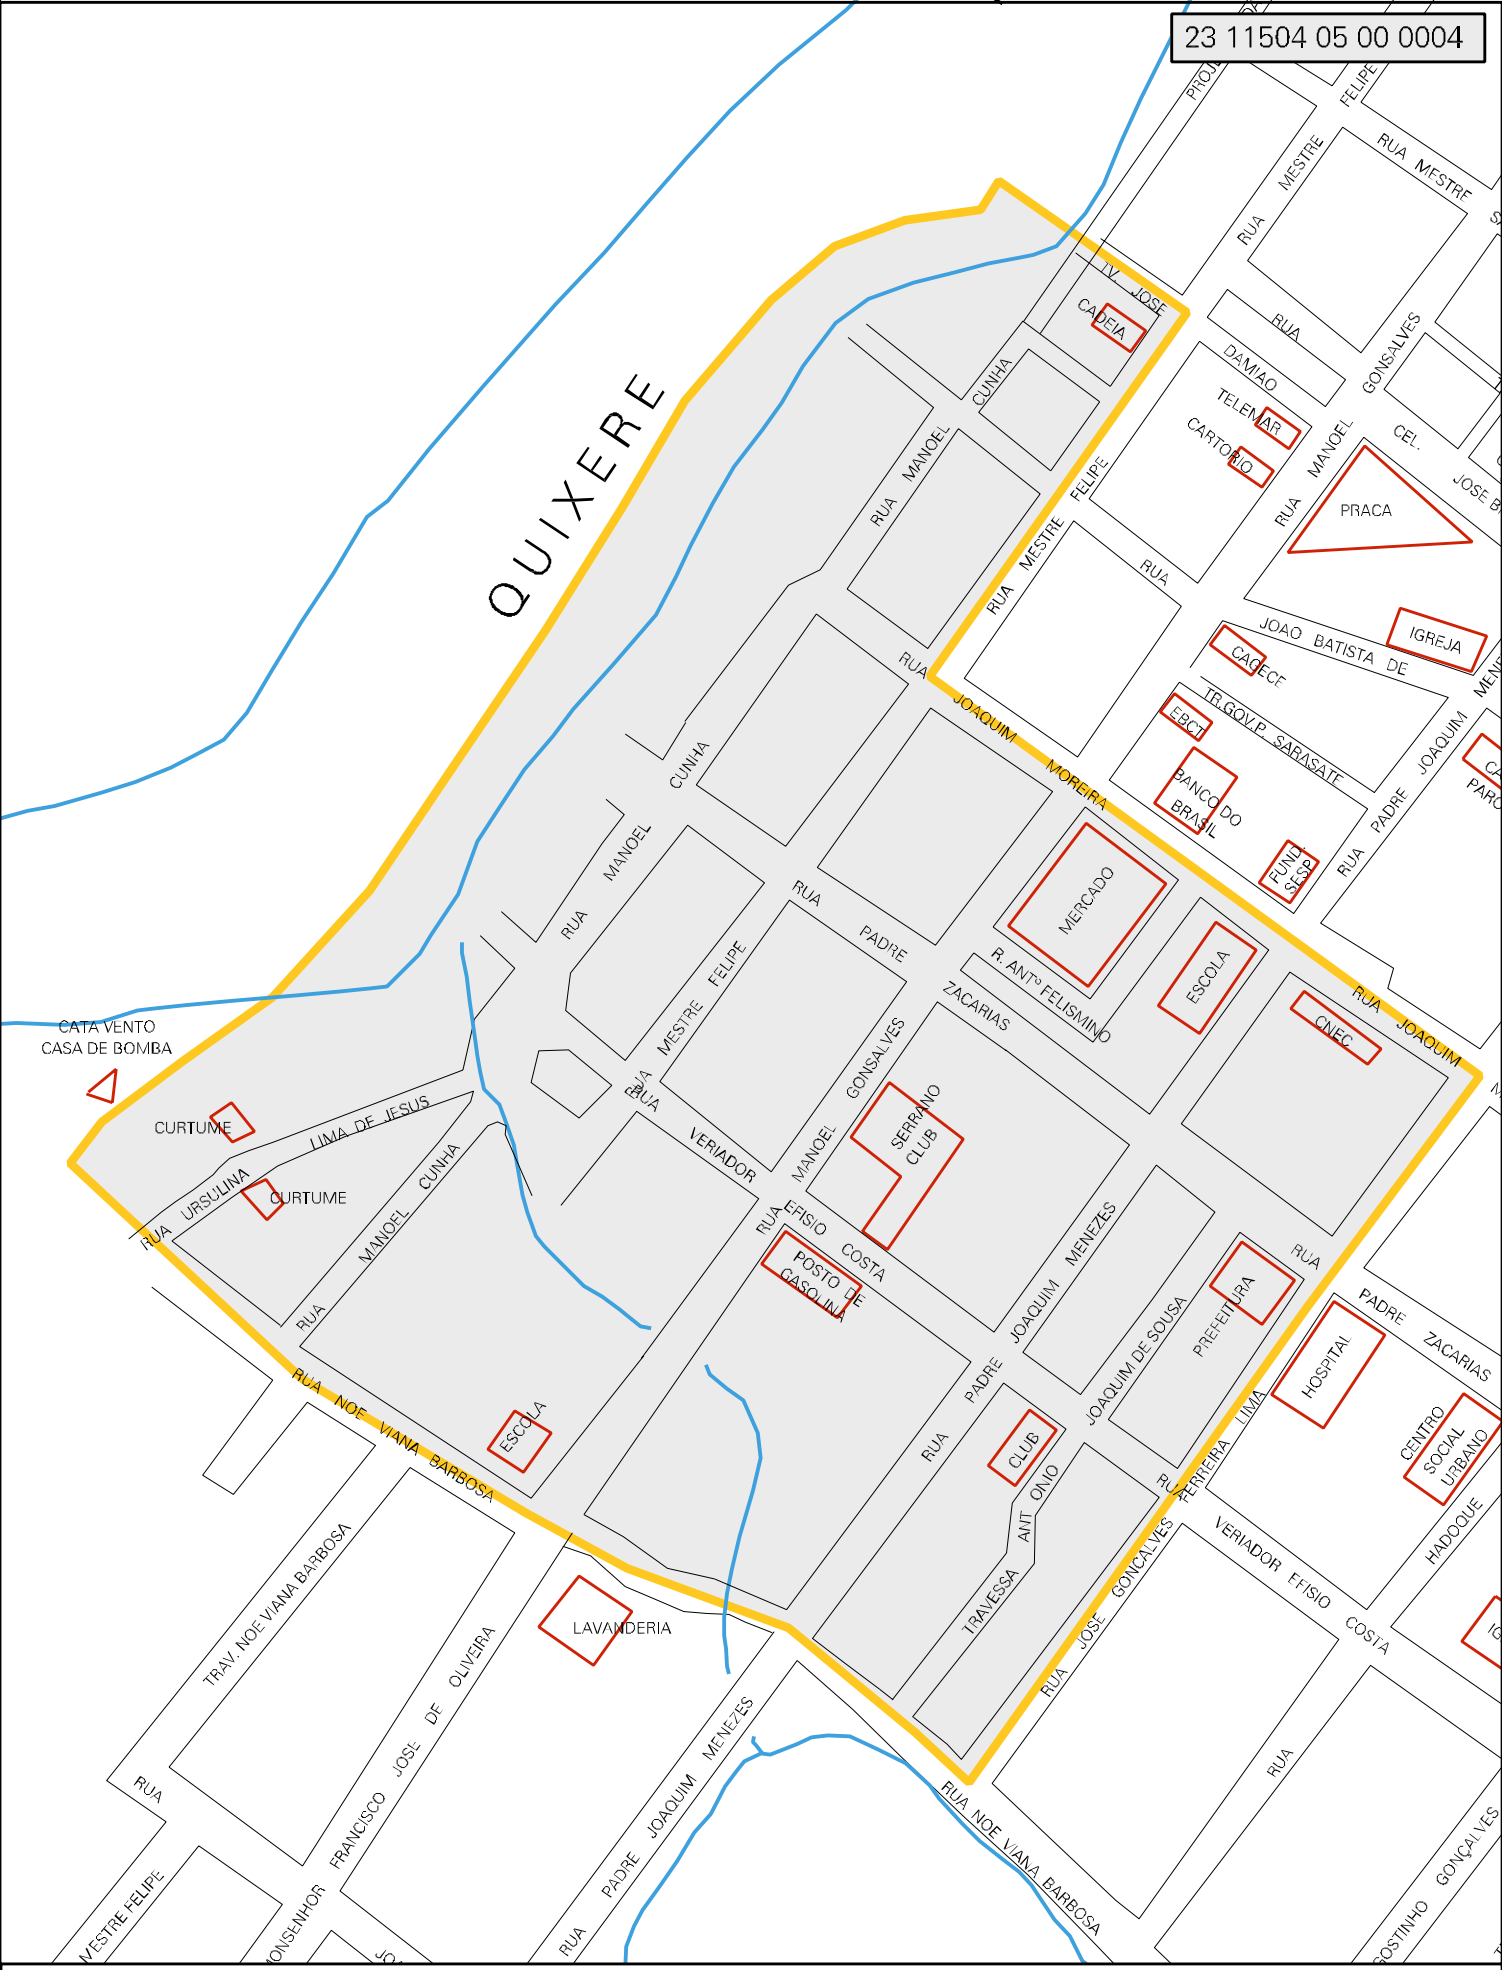 23 11504 05 00 0004
FELIPE
RUA MESTRE
RUA MESTRE
TV. JOSE
CADEIA
RUA
DAMIAO
GONSALVES
TELEMAR
CARTORIO
CEL.
JOSE
RUA MANOEL
PRACA
QUIXERE
CUNHA
RUA MANOEL
RUA MESTRE FELIPE
RUA
JOAO BATISTA DE
IGREJA
CAGECE
TR.GOV.P. SARASATE
EBCT
BANCO DO
BRASIL
RUA PADRE JOAQUIM
FUND.
SESP
RUA JOAQUIM MOREIRA
CUNHA
RUA MANOEL
MERCADO
RUA PADRE ZACARIAS
R. ANTº FELISMINO
ESCOLA
CNEC
RUA JOAQUIM
MESTRE FELIPE
CATA VENTO
CASA DE BOMBA
CURTUME
RUA URSULINA LIMA DE JESUS
CURTUME
RUA MANOEL CUNHA
RUA VERIADOR EFISIO COSTA
RUA MANOEL GONSALVES
SERRANO
CLUB
POSTO DE
GASOLINA
RUA PADRE JOAQUIM MENEZES
JOAQUIM DE SOUSA
PREFEITURA
RUA PADRE ZACARIAS
HOSPITAL
CENTRO
SOCIAL
URBANO
HADOQUE
ESCOLA
RUA NOE VIANA BARBOSA
CLUB
TRAVESSA ANT ONIO
RUA JOSE GONCALVES FERREIRA LIMA
RUA VERIADOR EFISIO COSTA
LAVANDERIA
TRAV. NOE VIANA BARBOSA
FRANCISCO JOSE DE OLIVEIRA
RUA
MESTRE FELIPE
RUA PADRE JOAQUIM MENEZES
RUA NOE VIANA BARBOSA
RUA
GONÇALVES